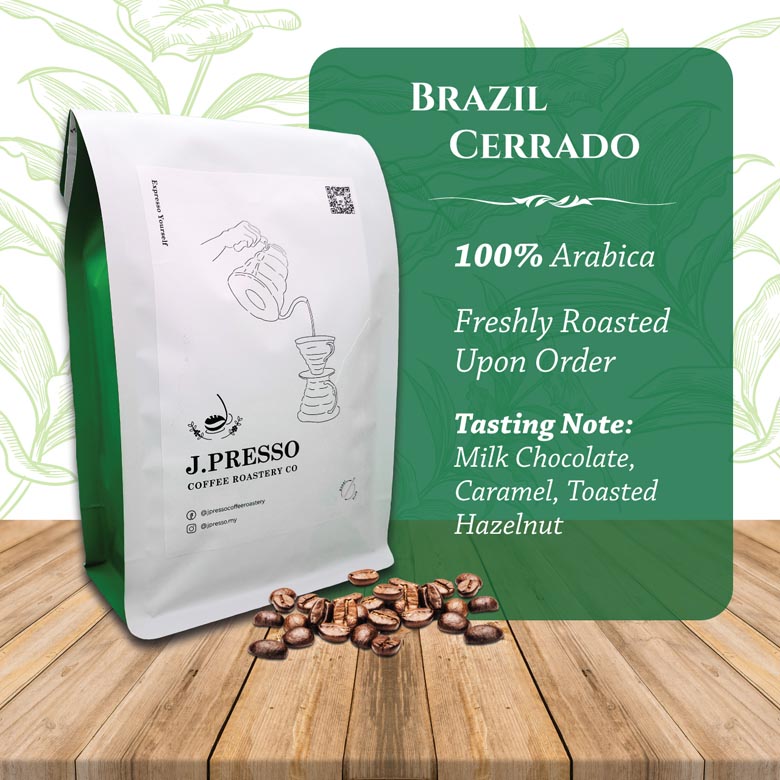 Brazil
Cerrado
100% Arabica
Freshly Roasted
Upon Order
Tasting Note:
Milk Chocolate,
Caramel, Toasted
Hazelnut
Expresso Yourself
J.PRESSO
COFFEE ROASTERY CO
@jpressocoffeeroastery
@jpresso.my